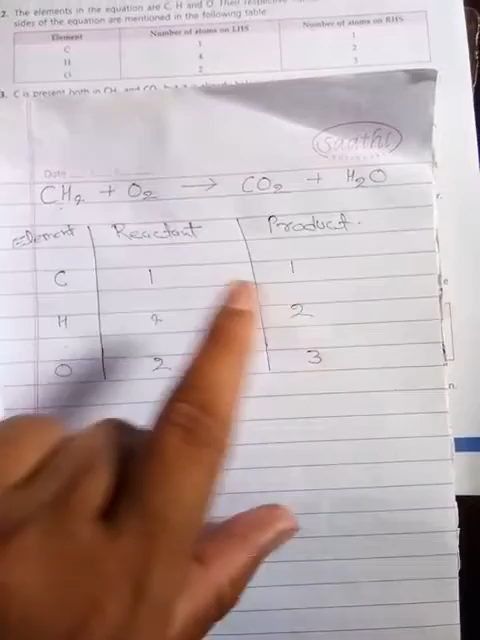 2. The elements in the equation are C, H and O. Their respective
sides of the equation are mentioned in the following table
Element Number of atoms on LHS Number of atoms on RHS
C 1 1
H 4 2
O 2 3
3. C is present both in CH₄ and CO₂
saathi
Date
CH₄ + O₂ → CO₂ + H₂O
Element Reactant Product.
C 1 1
H 4 2
O 2 3
n.